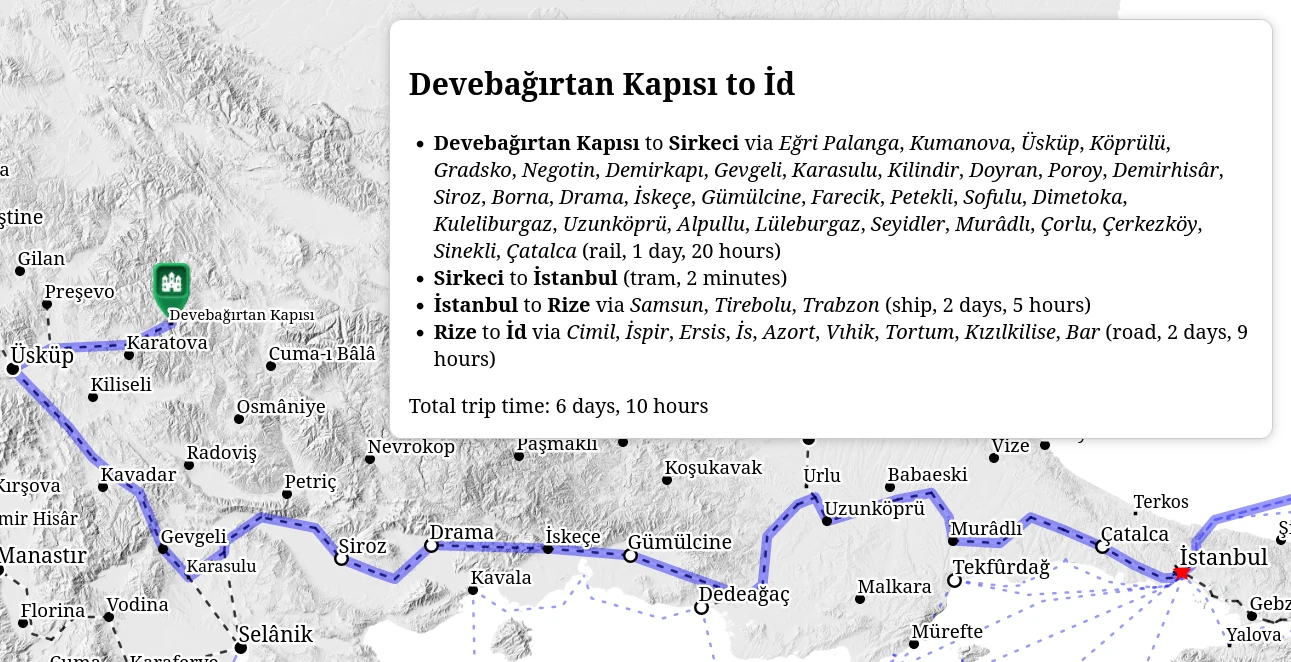 Devebağırtan Kapısı to İd
• Devebağırtan Kapısı to Sirkeci via Eğri Palanga, Kumanova, Üsküp, Köprülü,
Gradsko, Negotin, Demirkapı, Gevgeli, Karasulu, Kilindir, Doyran, Poroy, Demirhisâr,
Siroz, Borna, Drama, İskeçe, Gümülcine, Farecik, Petekli, Sofulu, Dimetoka,
Kuleliburgaz, Uzunköprü, Alpullu, Lüleburgaz, Seyidler, Murâdlı, Çorlu, Çerkezköy,
Sinekli, Çatalca (rail, 1 day, 20 hours)
• Sirkeci to İstanbul (tram, 2 minutes)
• İstanbul to Rize via Samsun, Tirebolu, Trabzon (ship, 2 days, 5 hours)
• Rize to İd via Cinil, İspir, Ersis, İs, Azort, Vıhik, Tortum, Kızılkilise, Bar (road, 2 days, 9
hours)
Total trip time: 6 days, 10 hours
a
ştine
Gilan
Preşevo
Devebağırtan Kapısı
Karatova
Üsküp
Cuma-ı Bâlâ
Kiliseli
Osmâniye
Radoviş
Nevrokop
Paşmaklı
Vize
Koşukavak
Kavadar
Petriç
Urlu
Babaeski
Kırşova
Terkos
mir Hisâr
Uzunköprü
Gevgeli
Siroz
Drama
İskeçe
Gümülcine
Murâdlı
Çatalca
Manastır
Karasulu
İstanbul
Kavala
Dedeağaç
Malkara
Tekfûrdağ
Florina
Vodina
Gebz
Selânik
Mürefte
Yalova
Cuma
Karaferye